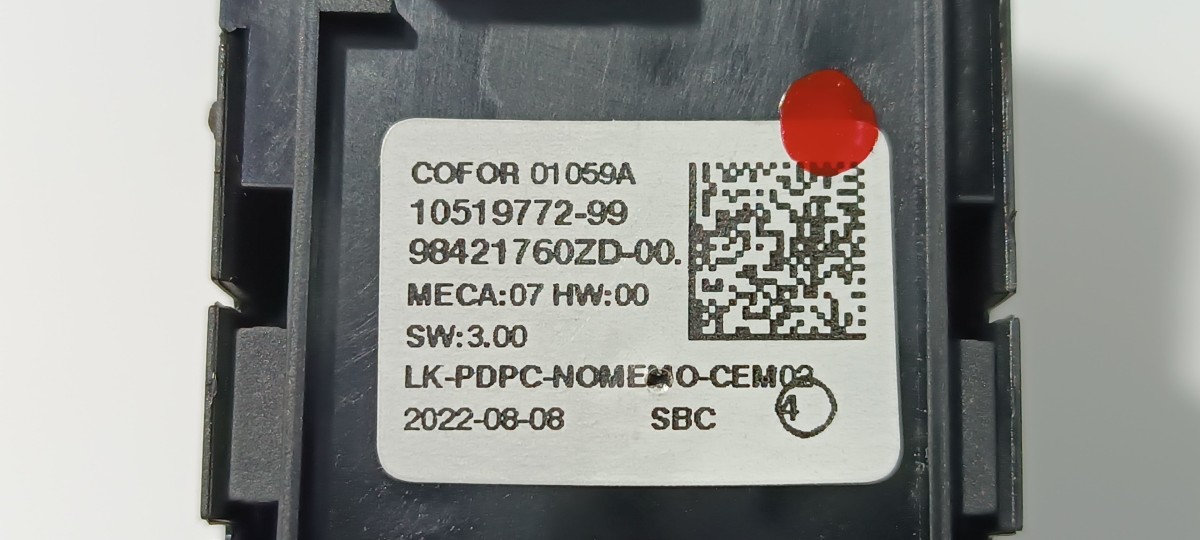 COFOR 01059A
10519772-99
98421760ZD-00.
MECA:07 HW:00
SW:3.00
LK-PDPC-NOMEMO-CEM02
2022-08-08 SBC 4